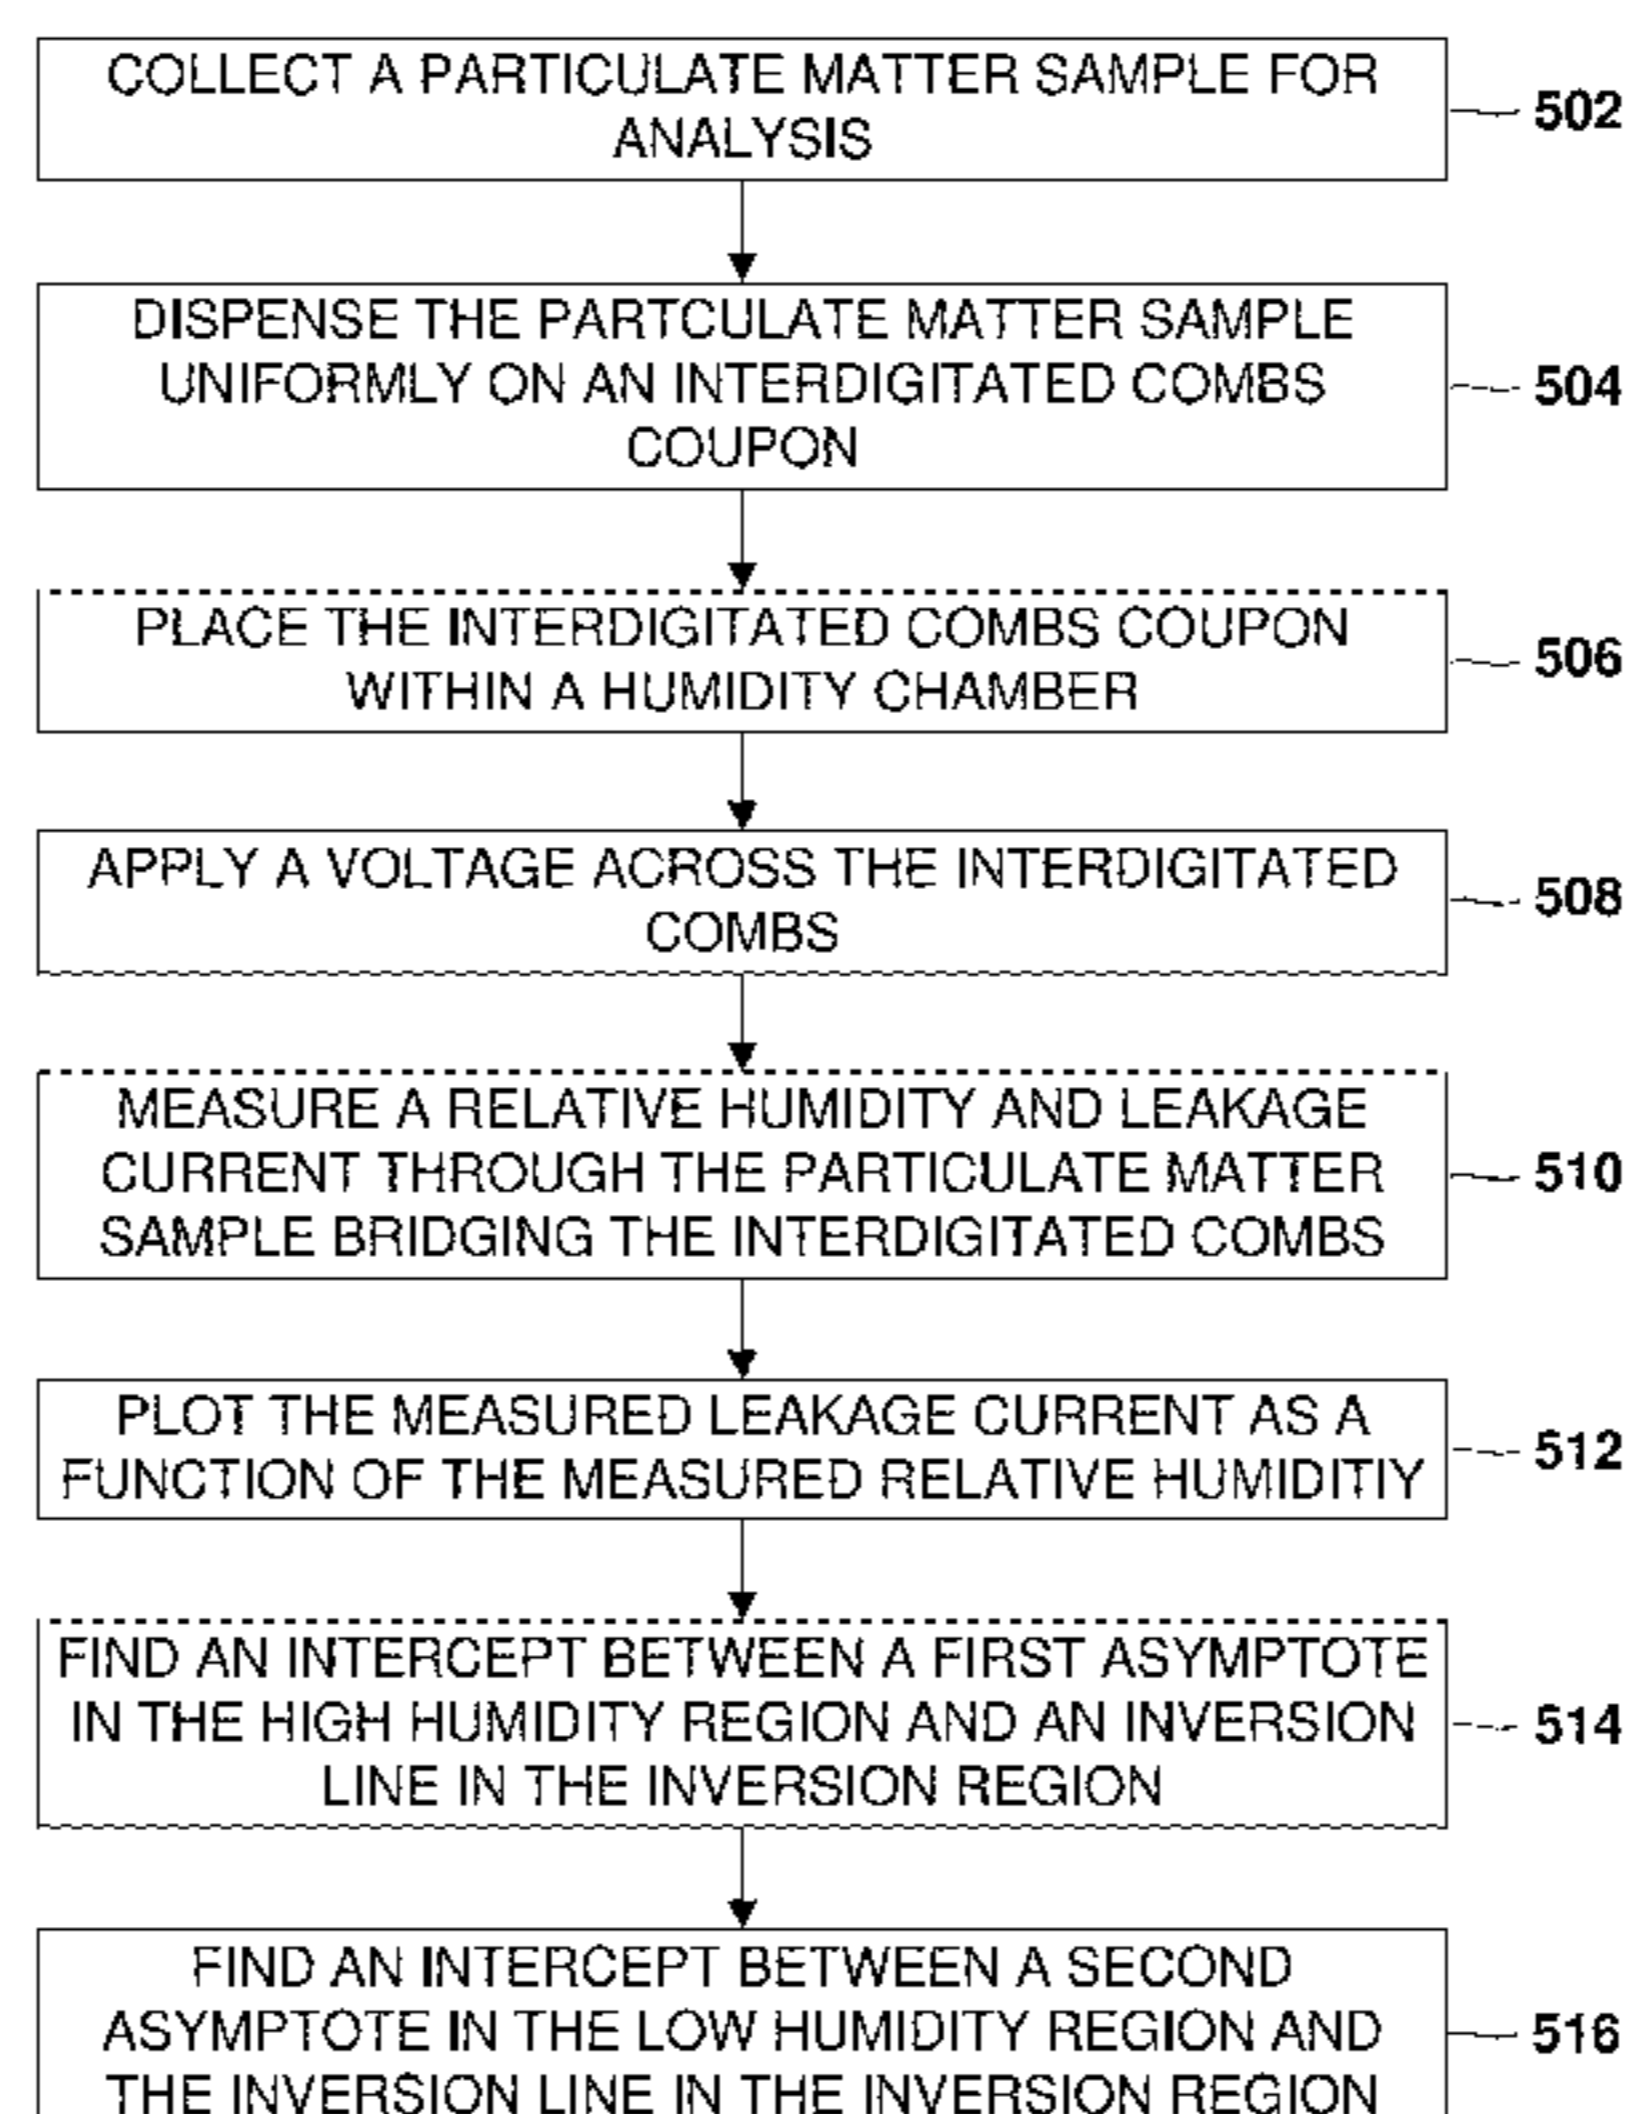 COLLECT A PARTICULATE MATTER SAMPLE FOR
ANALYSIS
502
DISPENSE THE PARTCULATE MATTER SAMPLE
UNIFORMLY ON AN INTERDIGITATED COMBS
COUPON
504
PLACE THE INTERDIGITATED COMBS COUPON
WITHIN A HUMIDITY CHAMBER
506
APPLY A VOLTAGE ACROSS THE INTERDIGITATED
COMBS
508
MEASURE A RELATIVE HUMIDITY AND LEAKAGE
CURRENT THROUGH THE PARTICULATE MATTER
SAMPLE BRIDGING THE INTERDIGITATED COMBS
510
PLOT THE MEASURED LEAKAGE CURRENT AS A
FUNCTION OF THE MEASURED RELATIVE HUMIDITIY
512
FIND AN INTERCEPT BETWEEN A FIRST ASYMPTOTE
IN THE HIGH HUMIDITY REGION AND AN INVERSION
LINE IN THE INVERSION REGION
514
FIND AN INTERCEPT BETWEEN A SECOND
ASYMPTOTE IN THE LOW HUMIDITY REGION AND
THE INVERSION LINE IN THE INVERSION REGION
516